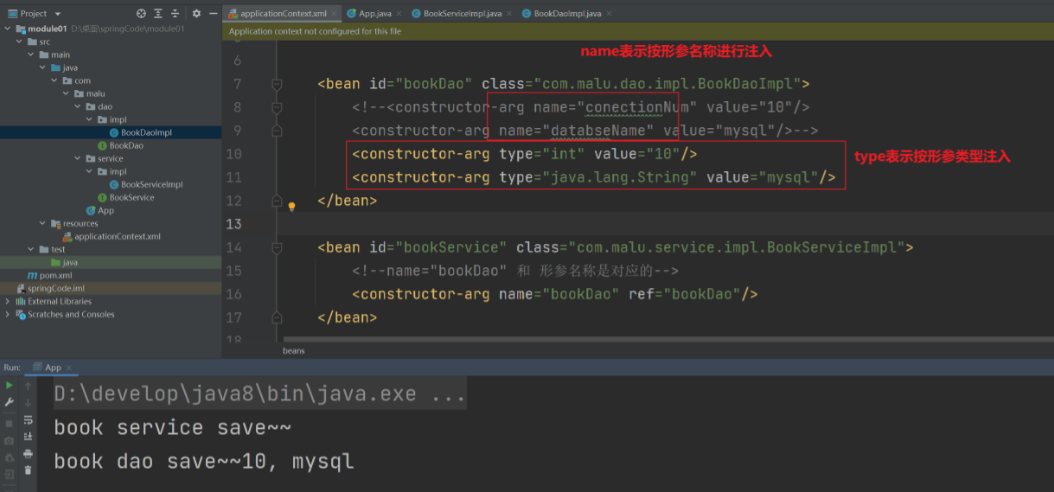 Project
applicationContext.xml
App.java
BookServiceImpl.java
BookDaoImpl.java
module01 D:\桌面\springCode\module01
src
main
java
com
malu
dao
impl
BookDaoImpl
BookDao
service
impl
BookServiceImpl
BookService
App
resources
applicationContext.xml
test
java
pom.xml
springCode.iml
External Libraries
Scratches and Consoles
Application context not configured for this file
name表示按形参名称进行注入
6
7 <bean id="bookDao" class="com.malu.dao.impl.BookDaoImpl">
8 <!--<constructor-arg name="conectionNum" value="10"/>
9 <constructor-arg name="databseName" value="mysql"/>-->
10 <constructor-arg type="int" value="10"/>
type表示按形参类型注入
11 <constructor-arg type="java.lang.String" value="mysql"/>
12 </bean>
13
14 <bean id="bookService" class="com.malu.service.impl.BookServiceImpl">
15 <!--name="bookDao" 和 形参名称是对应的-->
16 <constructor-arg name="bookDao" ref="bookDao"/>
17 </bean>
18
beans
Run: App
D:\develop\java8\bin\java.exe ...
book service save~~
book dao save~~10, mysql